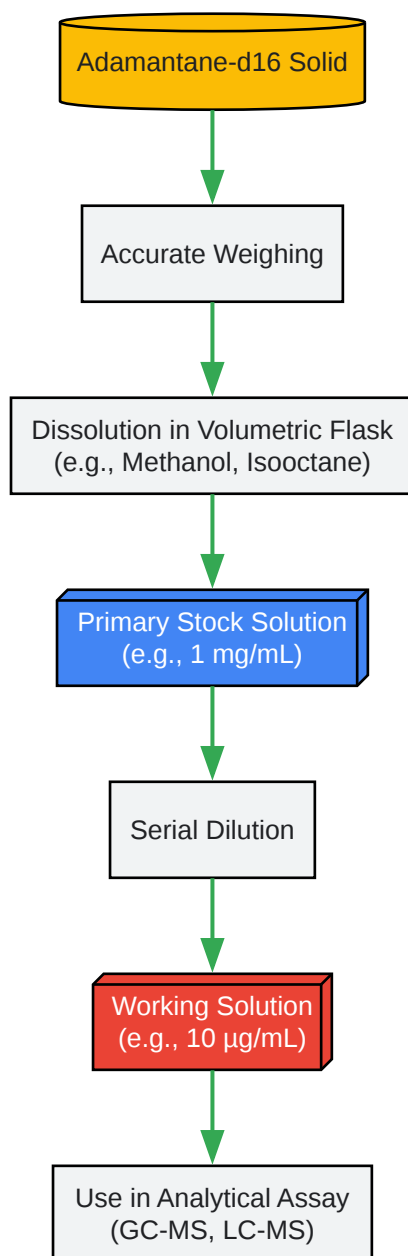 Adamantane-d16 Solid
Accurate Weighing
Dissolution in Volumetric Flask
(e.g., Methanol, Isooctane)
Primary Stock Solution
(e.g., 1 mg/mL)
Serial Dilution
Working Solution
(e.g., 10 µg/mL)
Use in Analytical Assay
(GC-MS, LC-MS)